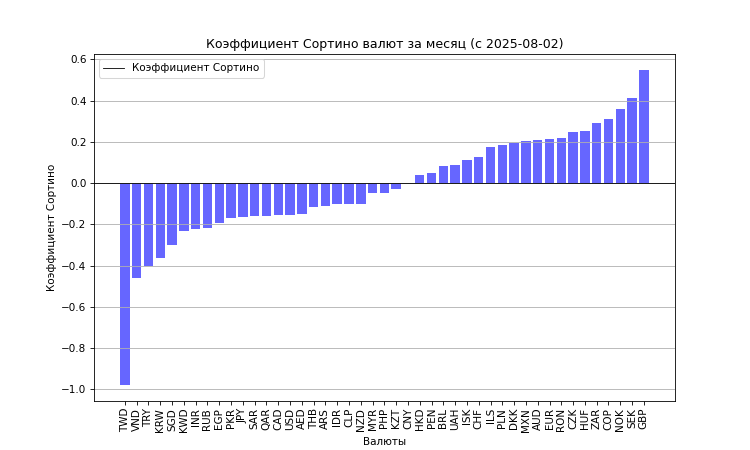 Коэффициент Сортино валют за месяц (с 2025-08-02)
Коэффициент Сортино
0.6
0.4
0.2
0.0
−0.2
−0.4
−0.6
−0.8
−1.0
Коэффициент Сортино
TWD VND TRY KRW SGD KWD INR RUB EGP PKR JPY SAR QAR CAD USD AED THB ARS IDR CLP NZD MYR PHP KZT CNY HKD PEN BRL UAH ISK CHF ILS PLN DKK MXN AUD EUR RON CZK HUF ZAR COP NOK SEK GBP
Валюты